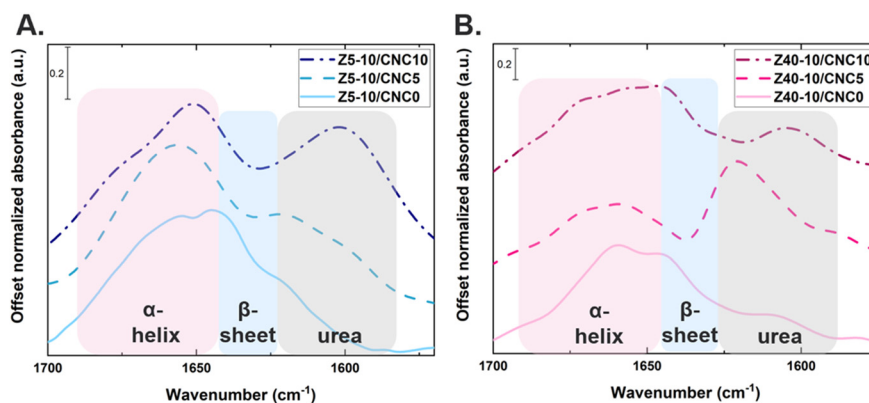 A.
Offset normalized absorbance (a.u.)
0.2
Z5-10/CNC10
Z5-10/CNC5
Z5-10/CNC0
α-
helix
β-
sheet
urea
1700
1650
1600
Wavenumber (cm⁻¹)
B.
Offset normalized absorbance (a.u.)
0.2
Z40-10/CNC10
Z40-10/CNC5
Z40-10/CNC0
α-
helix
β-
sheet
urea
1700
1650
1600
Wavenumber (cm⁻¹)